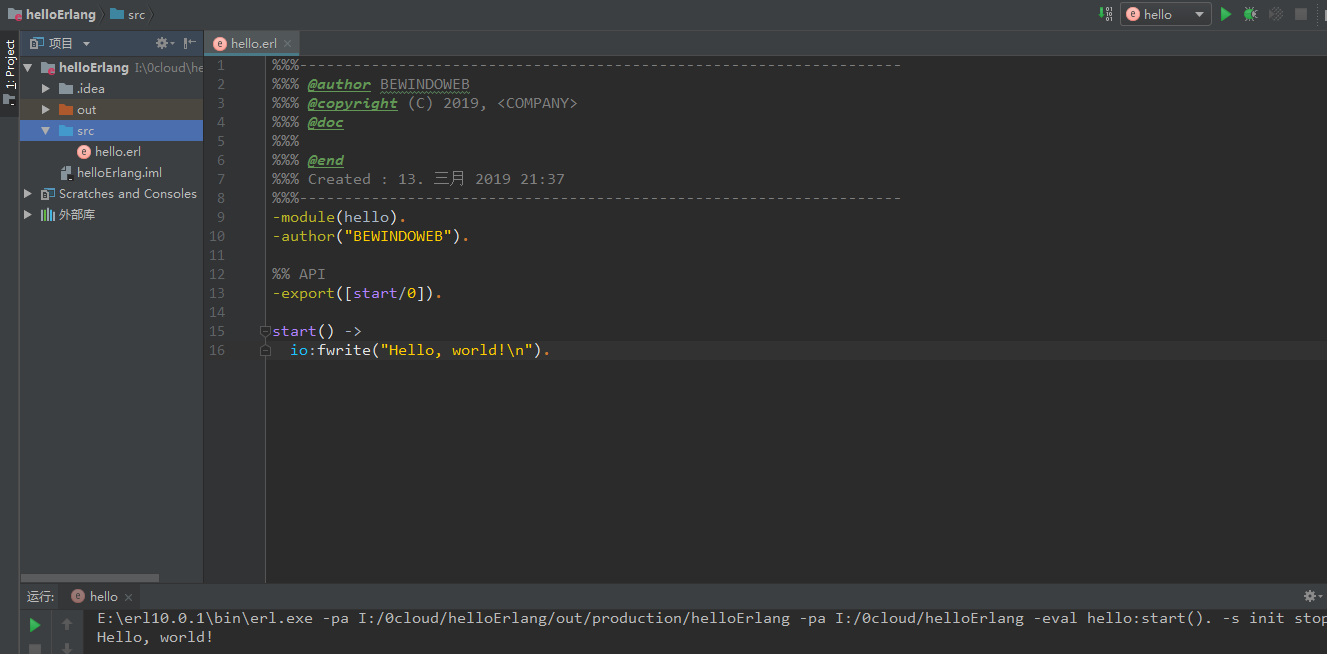 helloErlang src
hello
1: Project
项目
hello.erl
helloErlang I:\0cloud\he
.idea
out
src
hello.erl
helloErlang.iml
Scratches and Consoles
外部库
1 %%%-------------------------------------------------------------------
2 %%% @author BEWINDOWEB
3 %%% @copyright (C) 2019, <COMPANY>
4 %%% @doc
5 %%%
6 %%% @end
7 %%% Created : 13. 三月 2019 21:37
8 %%%-------------------------------------------------------------------
9 -module(hello).
10 -author("BEWINDOWEB").
11
12 %% API
13 -export([start/0]).
14
15 start() ->
16 io:fwrite("Hello, world!\n").
运行: hello
E:\erl10.0.1\bin\erl.exe -pa I:/0cloud/helloErlang/out/production/helloErlang -pa I:/0cloud/helloErlang -eval hello:start(). -s init stop
Hello, world!